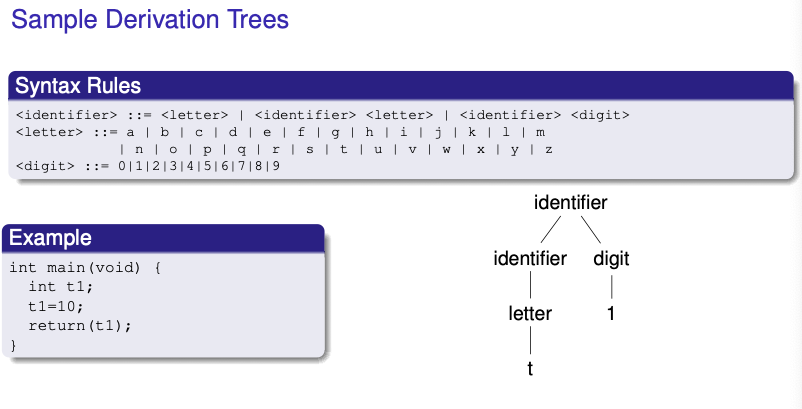 Sample Derivation Trees
Syntax Rules
<identifier> ::= <letter> | <identifier> <letter> | <identifier> <digit>
<letter> ::= a | b | c | d | e | f | g | h | i | j | k | l | m
| n | o | p | q | r | s | t | u | v | w | x | y | z
<digit> ::= 0|1|2|3|4|5|6|7|8|9
Example
int main(void) {
int t1;
t1=10;
return(t1);
}
identifier
identifier digit
letter 1
t